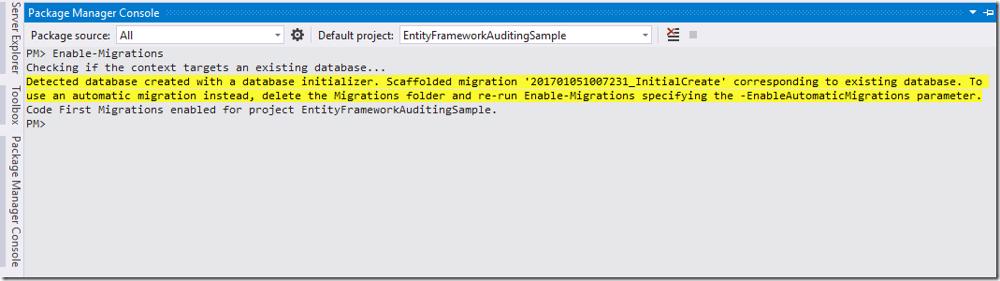 Package Manager Console
Package source: All Default project: EntityFrameworkAuditingSample
PM> Enable-Migrations
Checking if the context targets an existing database...
Detected database created with a database initializer. Scaffolded migration '201701051007231_InitialCreate' corresponding to existing database. To
use an automatic migration instead, delete the Migrations folder and re-run Enable-Migrations specifying the -EnableAutomaticMigrations parameter.
Code First Migrations enabled for project EntityFrameworkAuditingSample.
PM>
Server Explorer
Toolbox
Package Manager Console